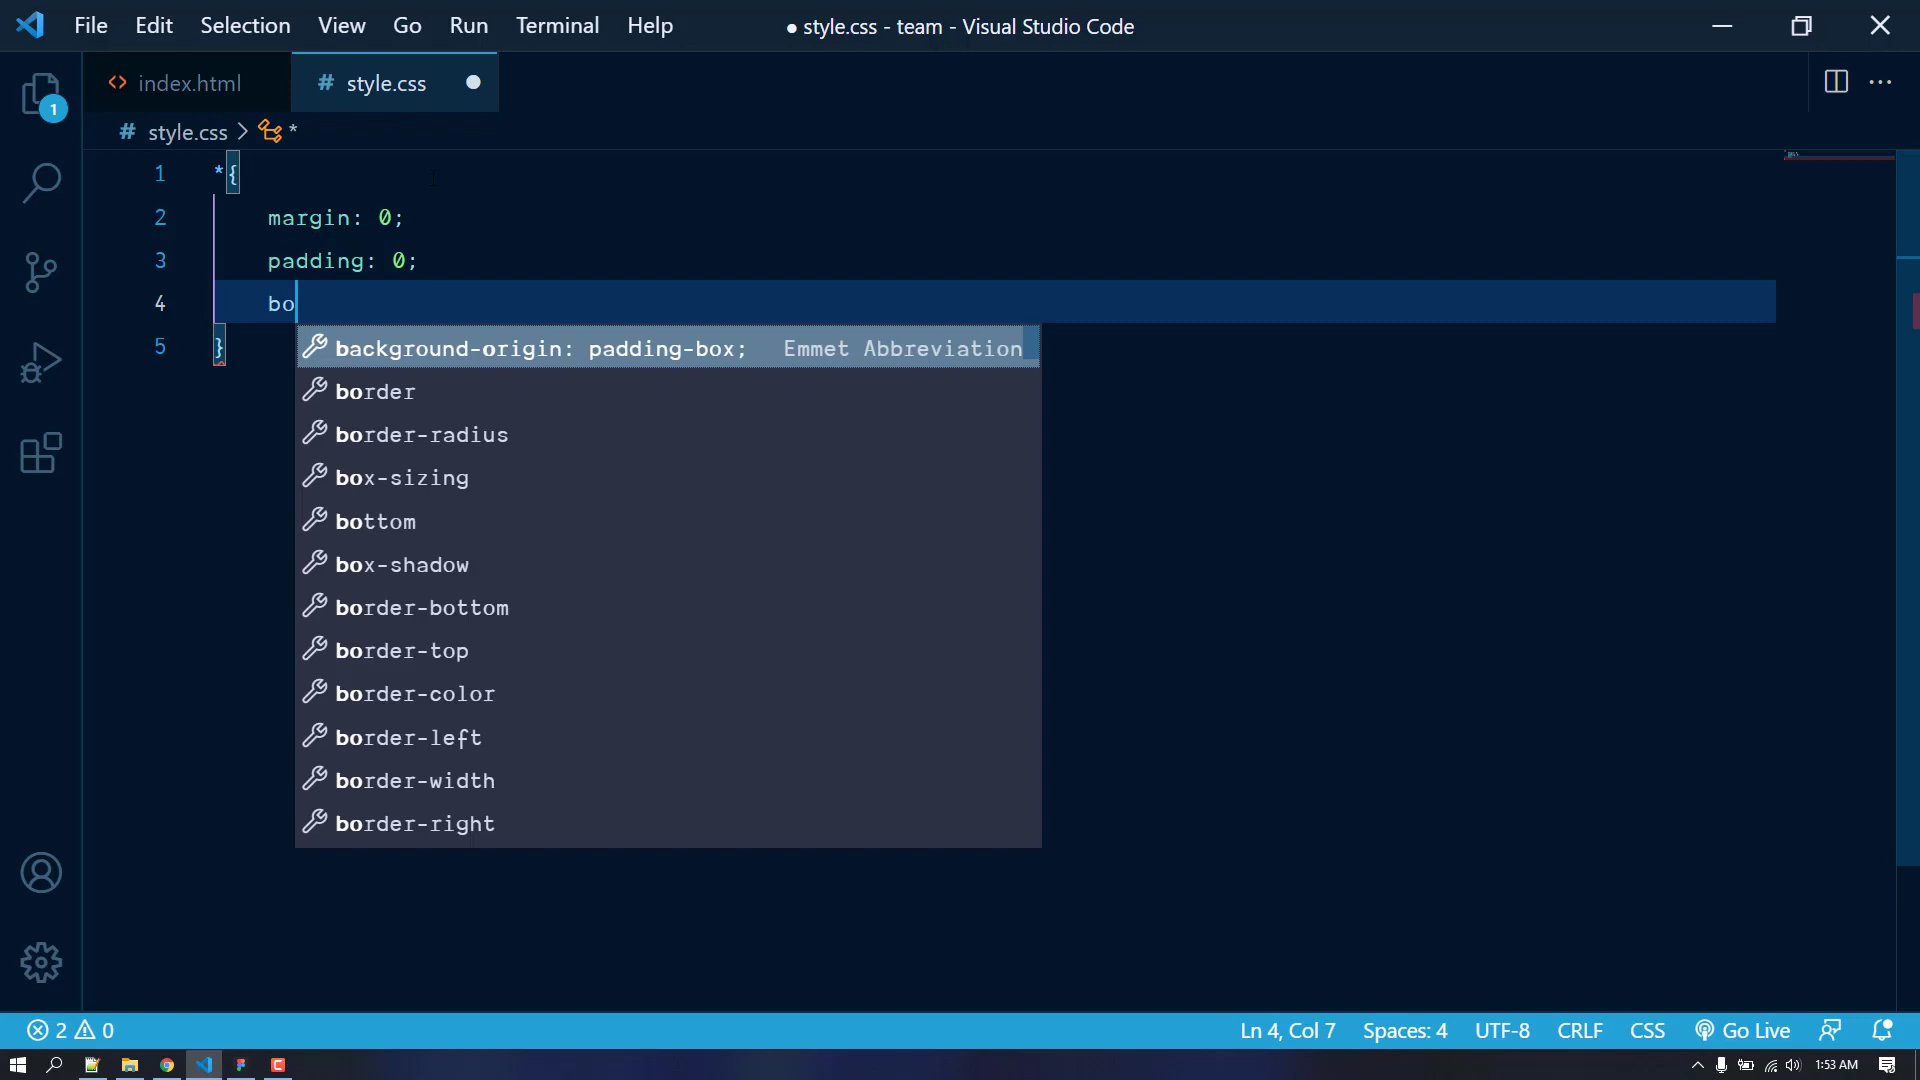 File Edit Selection View Go Run Terminal Help ● style.css - team - Visual Studio Code
index.html # style.css
# style.css > *
1 *{
2 margin: 0;
3 padding: 0;
4 bo
5 }
background-origin: padding-box; Emmet Abbreviation
border
border-radius
box-sizing
bottom
box-shadow
border-bottom
border-top
border-color
border-left
border-width
border-right
1
2 0 Ln 4, Col 7 Spaces: 4 UTF-8 CRLF CSS Go Live
1:53 AM